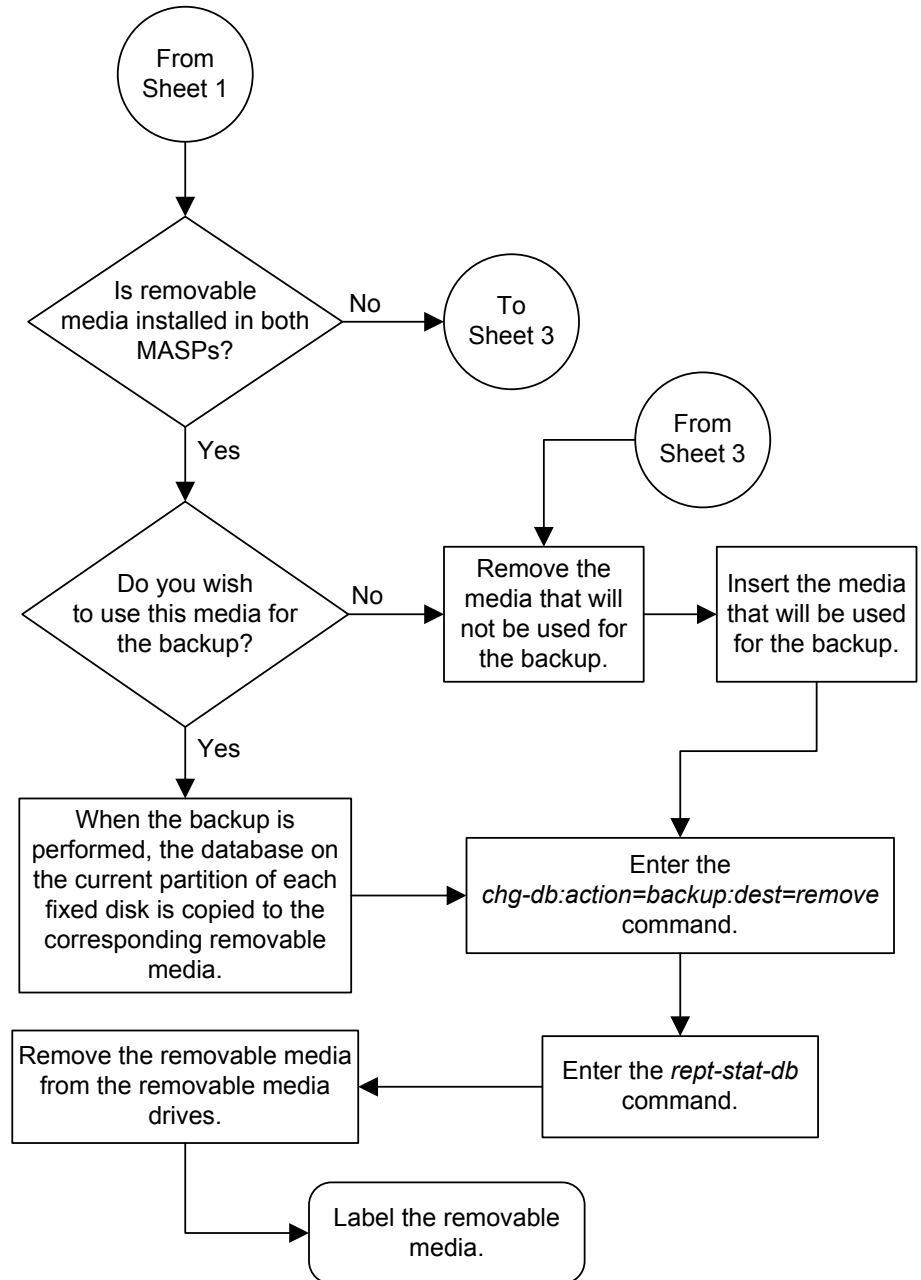 From
Sheet 1
Is removable
media installed in both
MASPs?
No
To
Sheet 3
Yes
From
Sheet 3
Do you wish
to use this media for
the backup?
No
Remove the
media that will
not be used for
the backup.
Insert the media
that will be used
for the backup.
Yes
When the backup is
performed, the database on
the current partition of each
fixed disk is copied to the
corresponding removable
media.
Enter the
chg-db:action=backup:dest=remove
command.
Enter the rept-stat-db
command.
Remove the removable media
from the removable media
drives.
Label the removable
media.